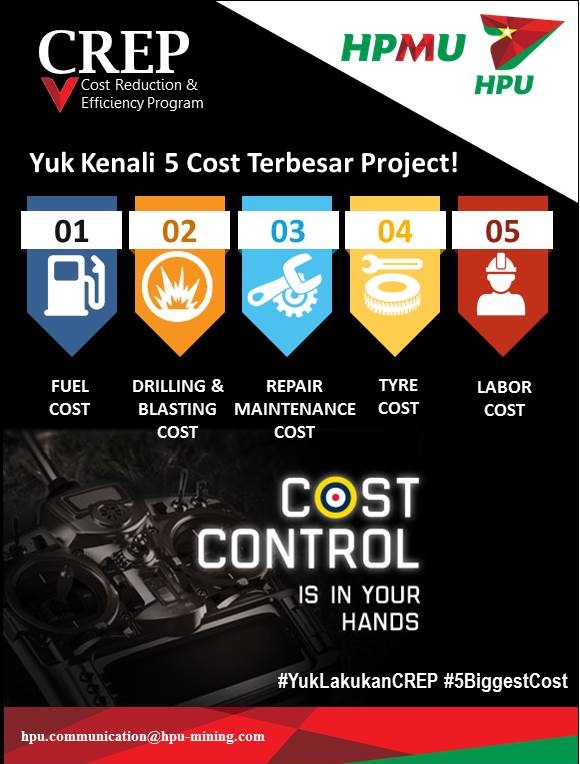 CREP
Cost Reduction &
Efficiency Program
HPMU
HPU
Yuk Kenali 5 Cost Terbesar Project!
01
02
03
04
05
FUEL
COST
DRILLING &
BLASTING
COST
REPAIR
MAINTENANCE
COST
TYRE
COST
LABOR
COST
COST
CONTROL
IS IN YOUR
HANDS
#YukLakukanCREP #5BiggestCost
hpu.communication@hpu-mining.com